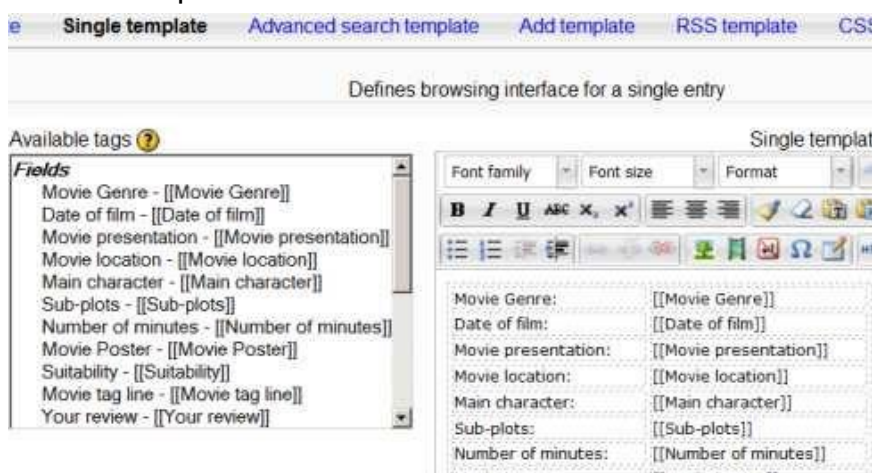 e Single template Advanced search template Add template RSS template CSS
Defines browsing interface for a single entry
Available tags
Single templat
Fields
Movie Genre - [[Movie Genre]]
Date of film - [[Date of film]]
Movie presentation - [[Movie presentation]]
Movie location - [[Movie location]]
Main character - [[Main character]]
Sub-plots - [[Sub-plots]]
Number of minutes - [[Number of minutes]]
Movie Poster - [[Movie Poster]]
Suitability - [[Suitability]]
Movie tag line - [[Movie tag line]]
Your review - [[Your review]]
Font family Font size Format
B I U ABC x, x'
Movie Genre: [[Movie Genre]]
Date of film: [[Date of film]]
Movie presentation: [[Movie presentation]]
Movie location: [[Movie location]]
Main character: [[Main character]]
Sub-plots: [[Sub-plots]]
Number of minutes: [[Number of minutes]]